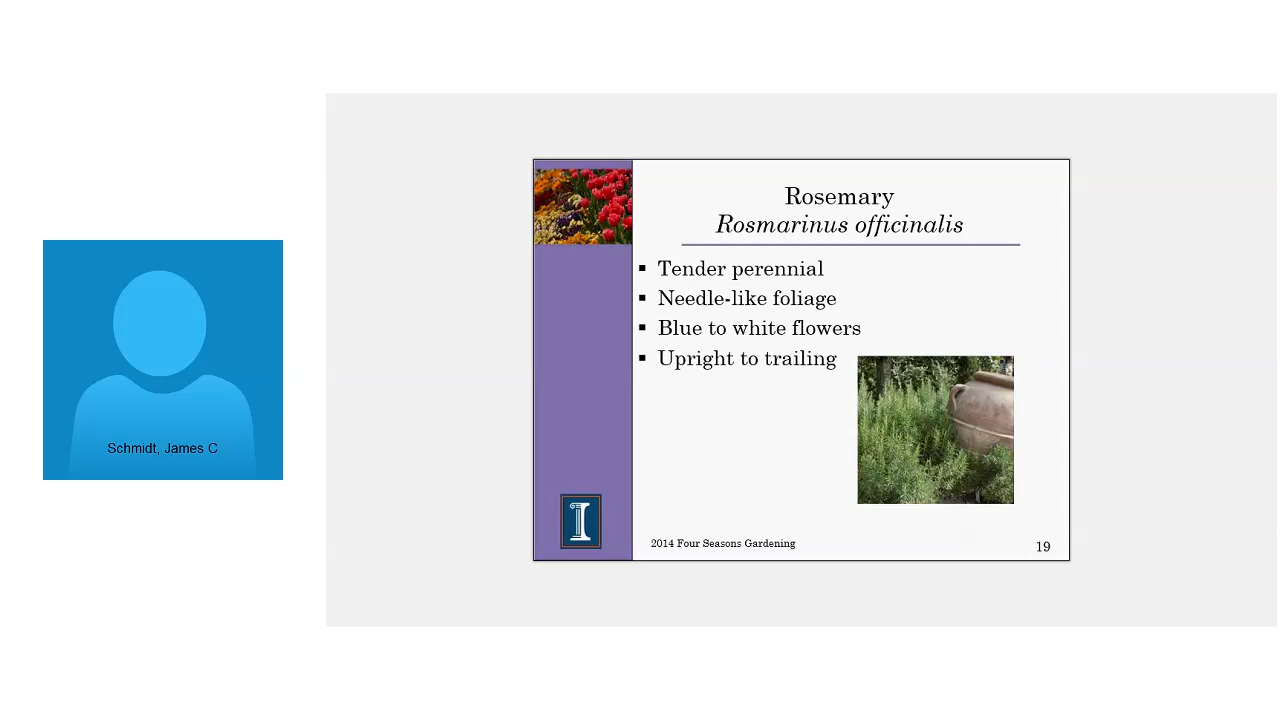 Schmidt, James C
Rosemary
Rosmarinus officinalis
▪ Tender perennial
▪ Needle-like foliage
▪ Blue to white flowers
▪ Upright to trailing
I
2014 Four Seasons Gardening
19